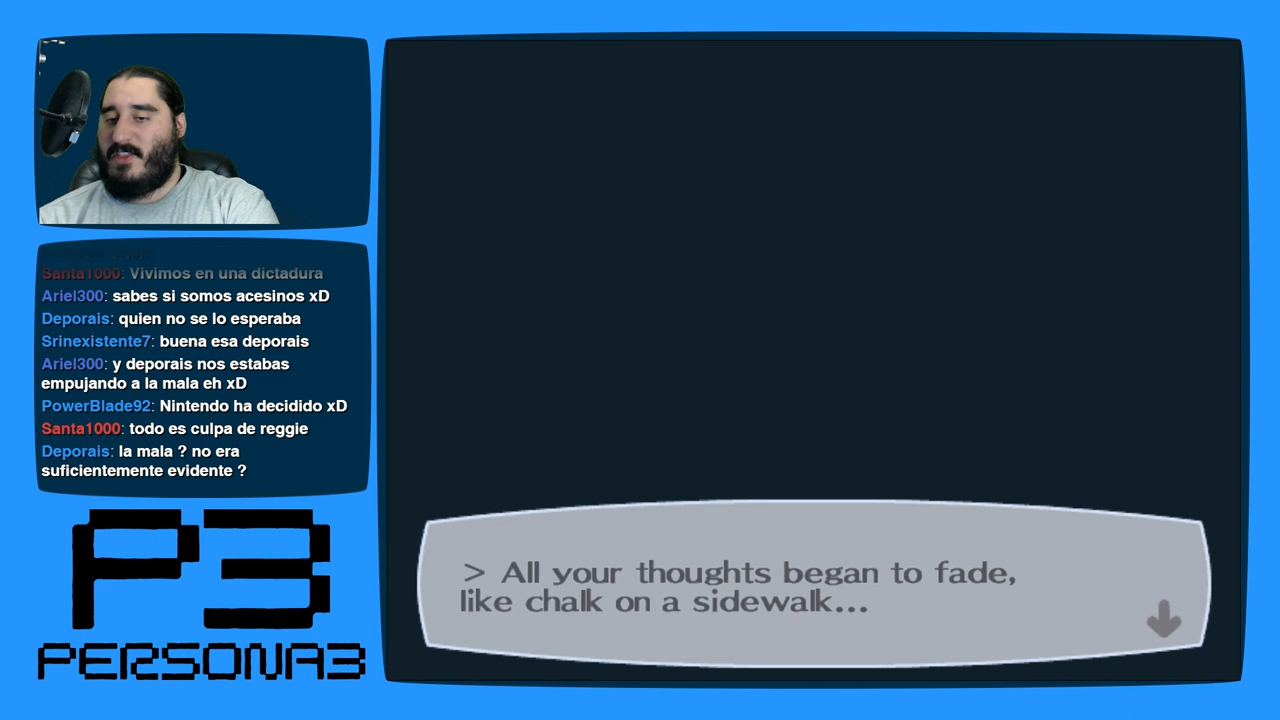 Santa1000: Vivimos en una dictadura
Ariel300: sabes si somos acesinos xD
Deporais: quien no se lo esperaba
Srinexistente7: buena esa deporais
Ariel300: y deporais nos estabas
empujando a la mala eh xD
PowerBlade92: Nintendo ha decidido xD
Santa1000: todo es culpa de reggie
Deporais: la mala ? no era
suficientemente evidente ?
P3
PERSONA3
> All your thoughts began to fade,
like chalk on a sidewalk...